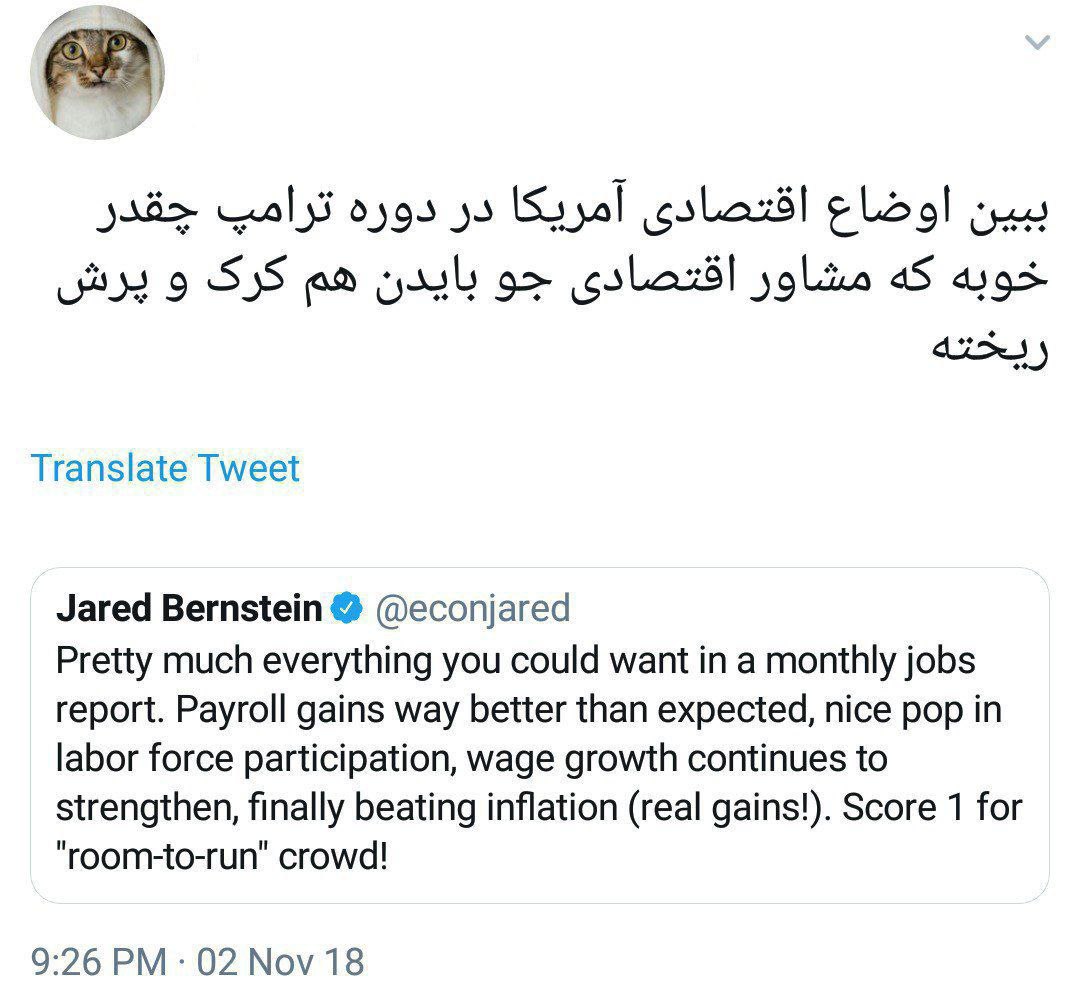 ببین اوضاع اقتصادی آمریکا در دوره ترامپ چقدر
خوبه که مشاور اقتصادی جو بایدن هم کرک و پرش
ریخته
Translate Tweet
Jared Bernstein @econjared
Pretty much everything you could want in a monthly jobs
report. Payroll gains way better than expected, nice pop in
labor force participation, wage growth continues to
strengthen, finally beating inflation (real gains!). Score 1 for
"room-to-run" crowd!
9:26 PM · 02 Nov 18